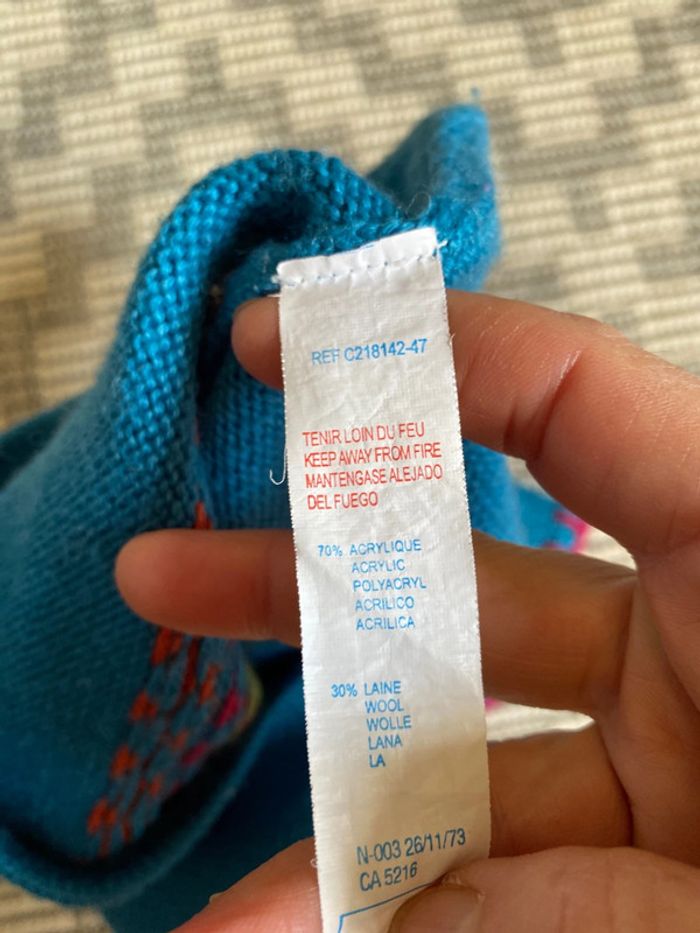 REF C218142-47
TENIR LOIN DU FEU
KEEP AWAY FROM FIRE
MANTENGASE ALEJADO
DEL FUEGO
70% ACRYLIQUE
ACRYLIC
POLYACRYL
ACRILICO
ACRILICA
30% LAINE
WOOL
WOLLE
LANA
LA
N-003 26/11/73
CA 5216